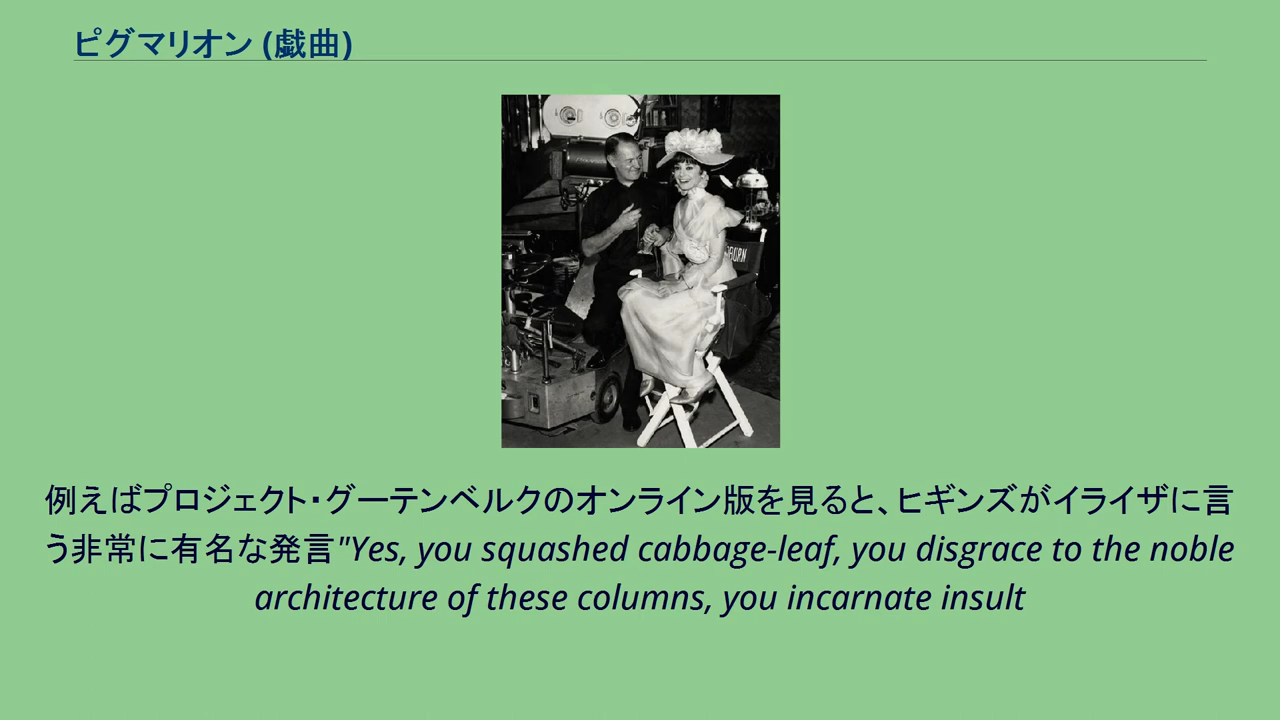 ピグマリオン (戯曲)
例えばプロジェクト・グーテンベルクのオンライン版を見ると、ヒギンズがイライザに言
う非常に有名な発言"Yes, you squashed cabbage-leaf, you disgrace to the noble
architecture of these columns, you incarnate insult